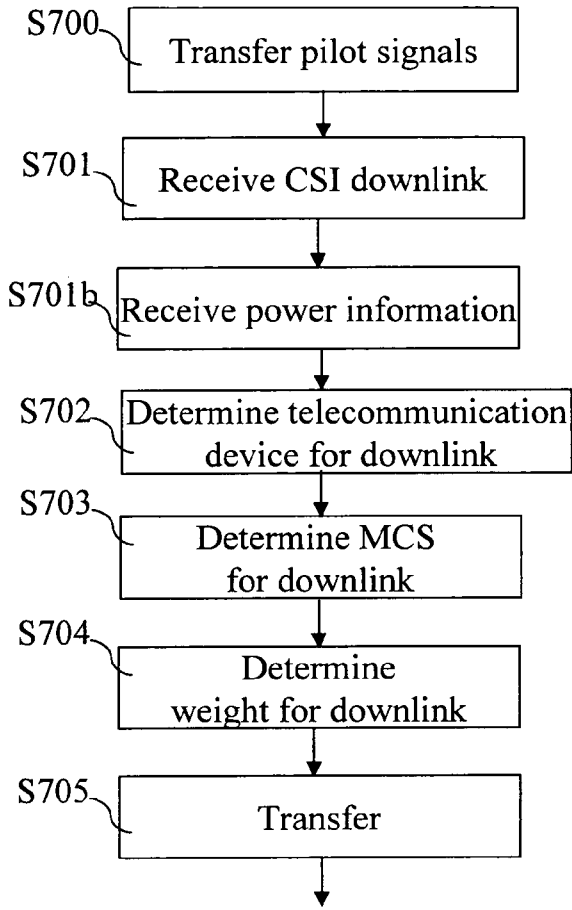 S700
Transfer pilot signals
S701
Receive CSI downlink
S701b
Receive power information
S702
Determine telecommunication
device for downlink
S703
Determine MCS
for downlink
S704
Determine
weight for downlink
S705
Transfer